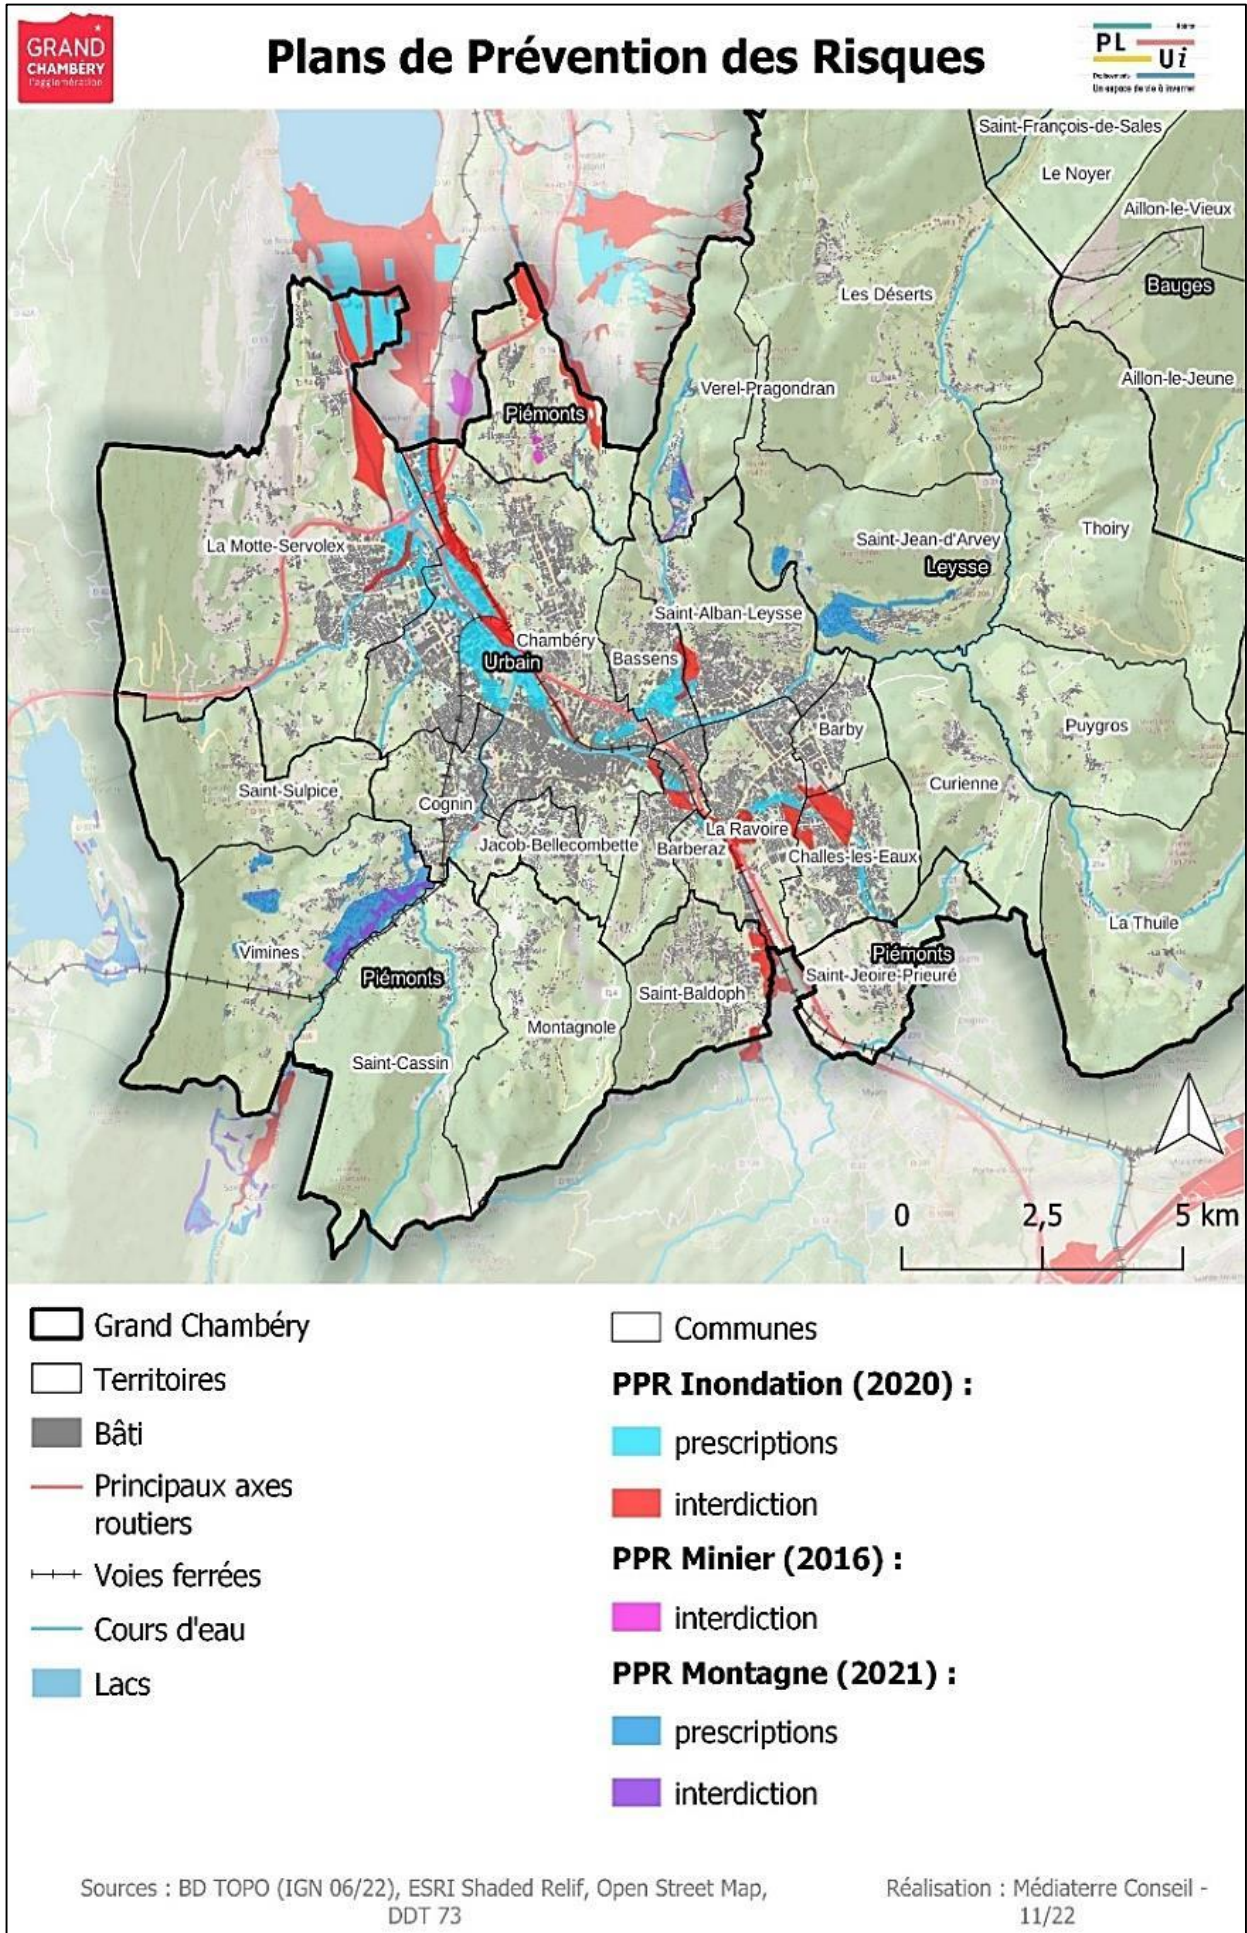 GRAND
CHAMBÉRY
l'agglomération
Plans de Prévention des Risques
PL
Ui
Un espace de vie à inventer
Saint-François-de-Sales
Le Noyer
Aillon-le-Vieux
Bauges
Les Déserts
Aillon-le-Jeune
Verel-Pragondran
Piémonts
Thoiry
Saint-Jean-d'Arvey
La Motte-Servolex
Leysse
Saint-Alban-Leysse
Chambéry
Bassens
Urbain
Barby
Puygros
Curienne
Saint-Sulpice
Cognin
La Ravoire
Jacob-Bellecombette
Barberaz
Challes-les-Eaux
La Thuile
Vimines
Piémonts
Piémonts
Saint-Jeoire-Prieuré
Saint-Baldoph
Montagnole
Saint-Cassin
0 2,5 5 km
Grand Chambéry
Territoires
Bâti
Principaux axes
routiers
Voies ferrées
Cours d'eau
Lacs
Communes
PPR Inondation (2020) :
prescriptions
interdiction
PPR Minier (2016) :
interdiction
PPR Montagne (2021) :
prescriptions
interdiction
Sources : BD TOPO (IGN 06/22), ESRI Shaded Relif, Open Street Map,
DDT 73
Réalisation : Médiaterre Conseil -
11/22